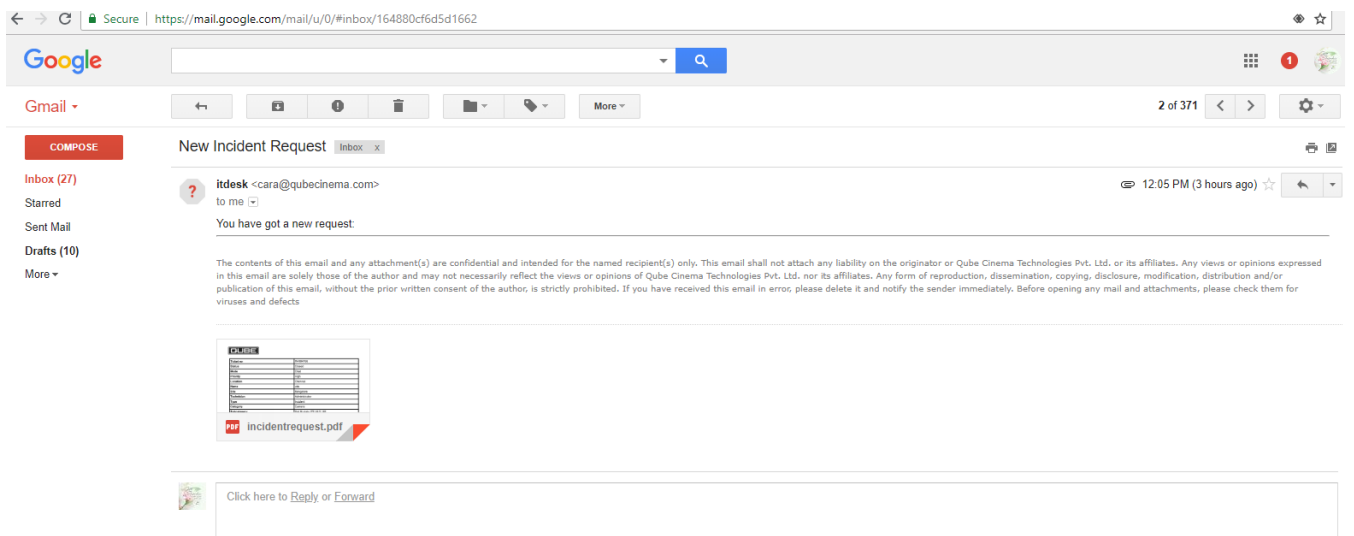 Secure https://mail.google.com/mail/u/0/#inbox/164880cf6d5d1662
Google
1
Gmail
More
2 of 371
COMPOSE
New Incident Request Inbox x
Inbox (27)
Starred
Sent Mail
Drafts (10)
More
?
itdesk <cara@qubecinema.com>
12:05 PM (3 hours ago)
to me
You have got a new request:
The contents of this email and any attachment(s) are confidential and intended for the named recipient(s) only. This email shall not attach any liability on the originator or Qube Cinema Technologies Pvt. Ltd. or its affiliates. Any views or opinions expressed
in this email are solely those of the author and may not necessarily reflect the views or opinions of Qube Cinema Technologies Pvt. Ltd. nor its affiliates. Any form of reproduction, dissemination, copying, disclosure, modification, distribution and/or
publication of this email, without the prior written consent of the author, is strictly prohibited. If you have received this email in error, please delete it and notify the sender immediately. Before opening any mail and attachments, please check them for
viruses and defects
QUBE
PDF incidentrequest.pdf
Click here to Reply or Forward